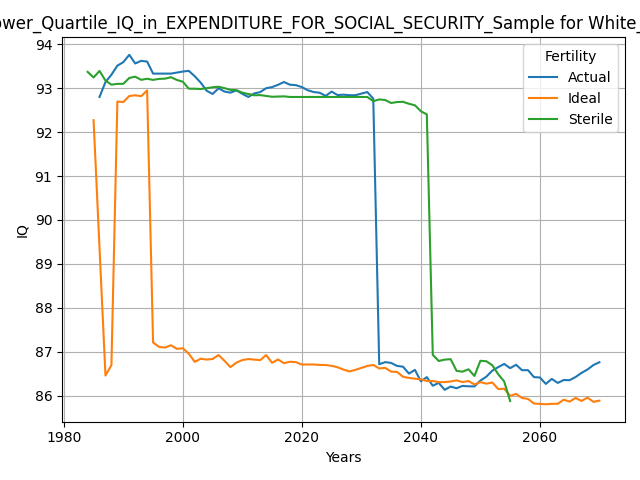 ower_Quartile_IQ_in_EXPENDITURE_FOR_SOCIAL_SECURITY_Sample for White_
94
93
92
91
90
89
88
87
86
IQ
Fertility
Actual
Ideal
Sterile
1980
2000
2020
2040
2060
Years